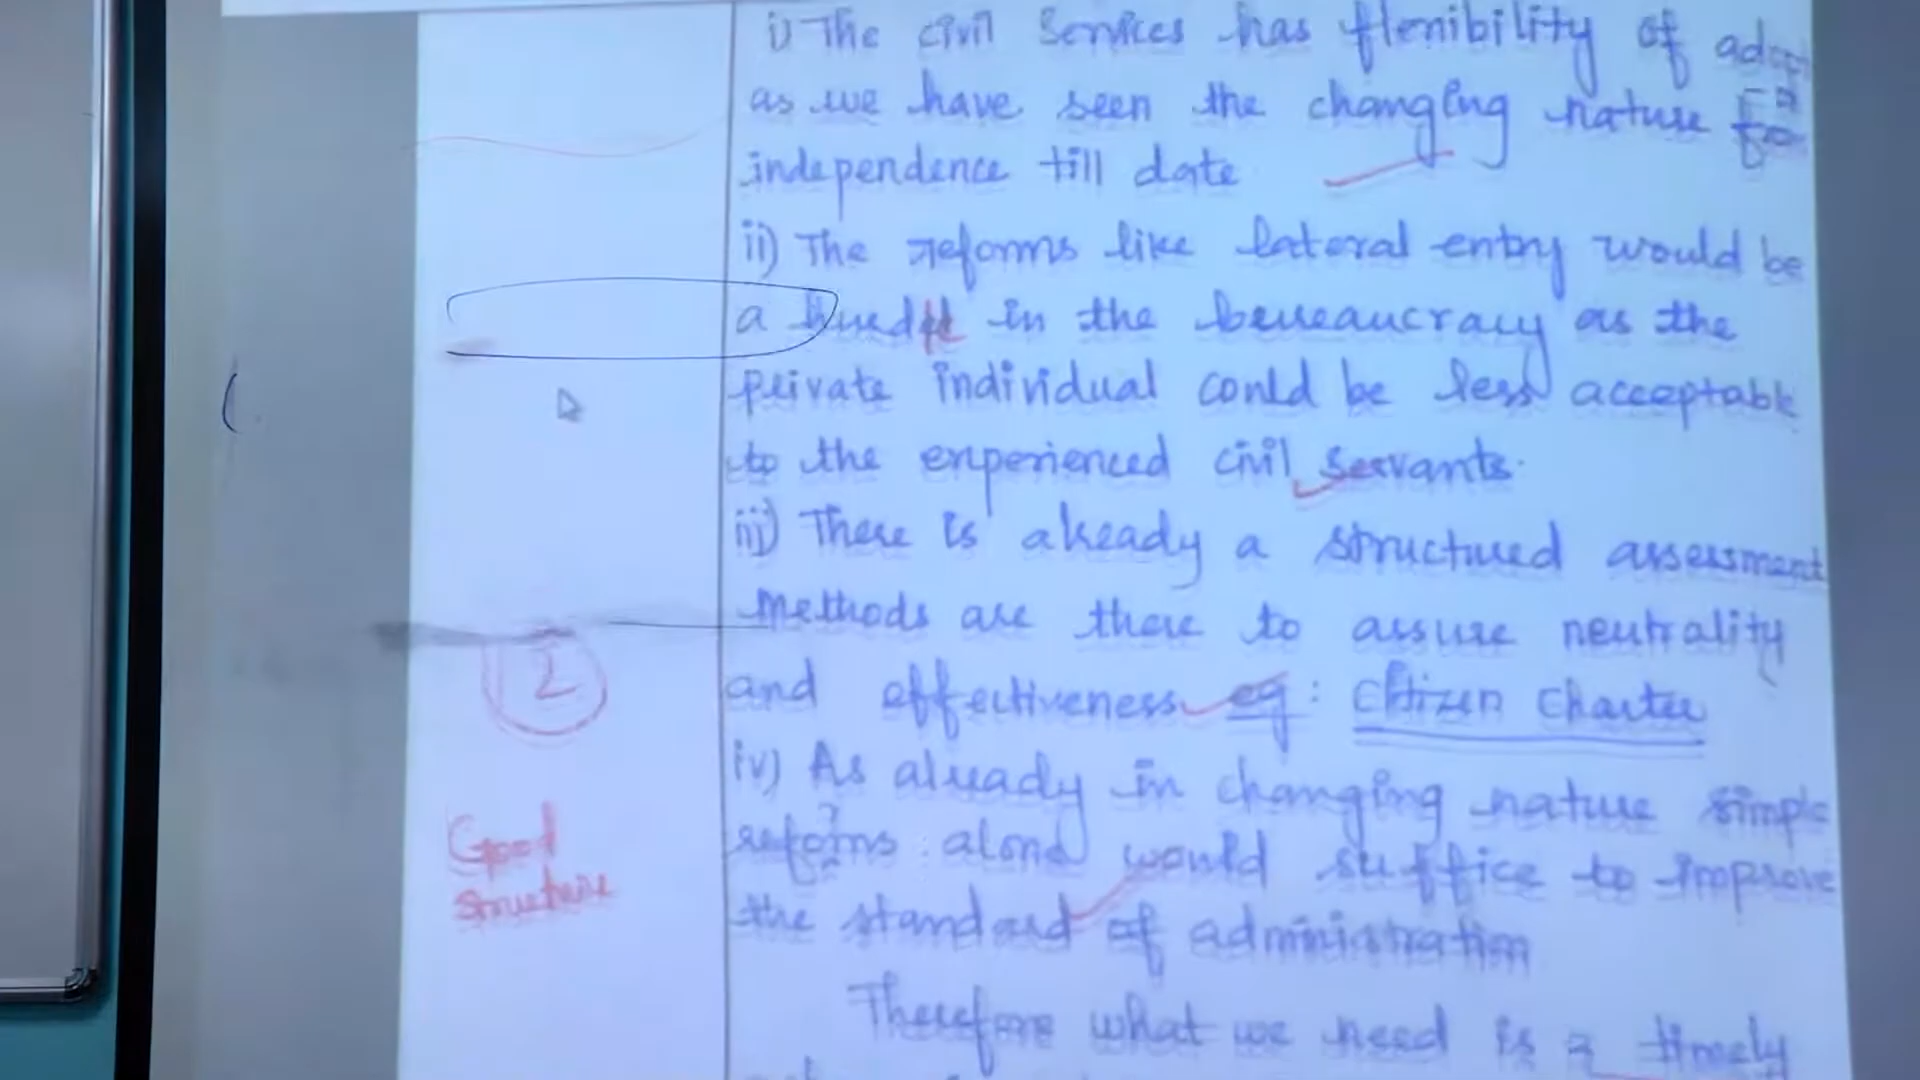 i) The civil Services has flenibility of adop
as we have seen the changing nature
independence till date
ii) The reforms like lateral entry would be
a in the bereaucracy as the
private individual could be less acceptable
to the enperienced civil servants.
iii) There is already a structured assessment
methods are there to assure neutrality
and effectiveness eg: Citizen Charter
2
iv) As already in changing nature simple
reforms alone would suffice to improve
Good
structure
the standard of administration
Therefore what we need is a timely